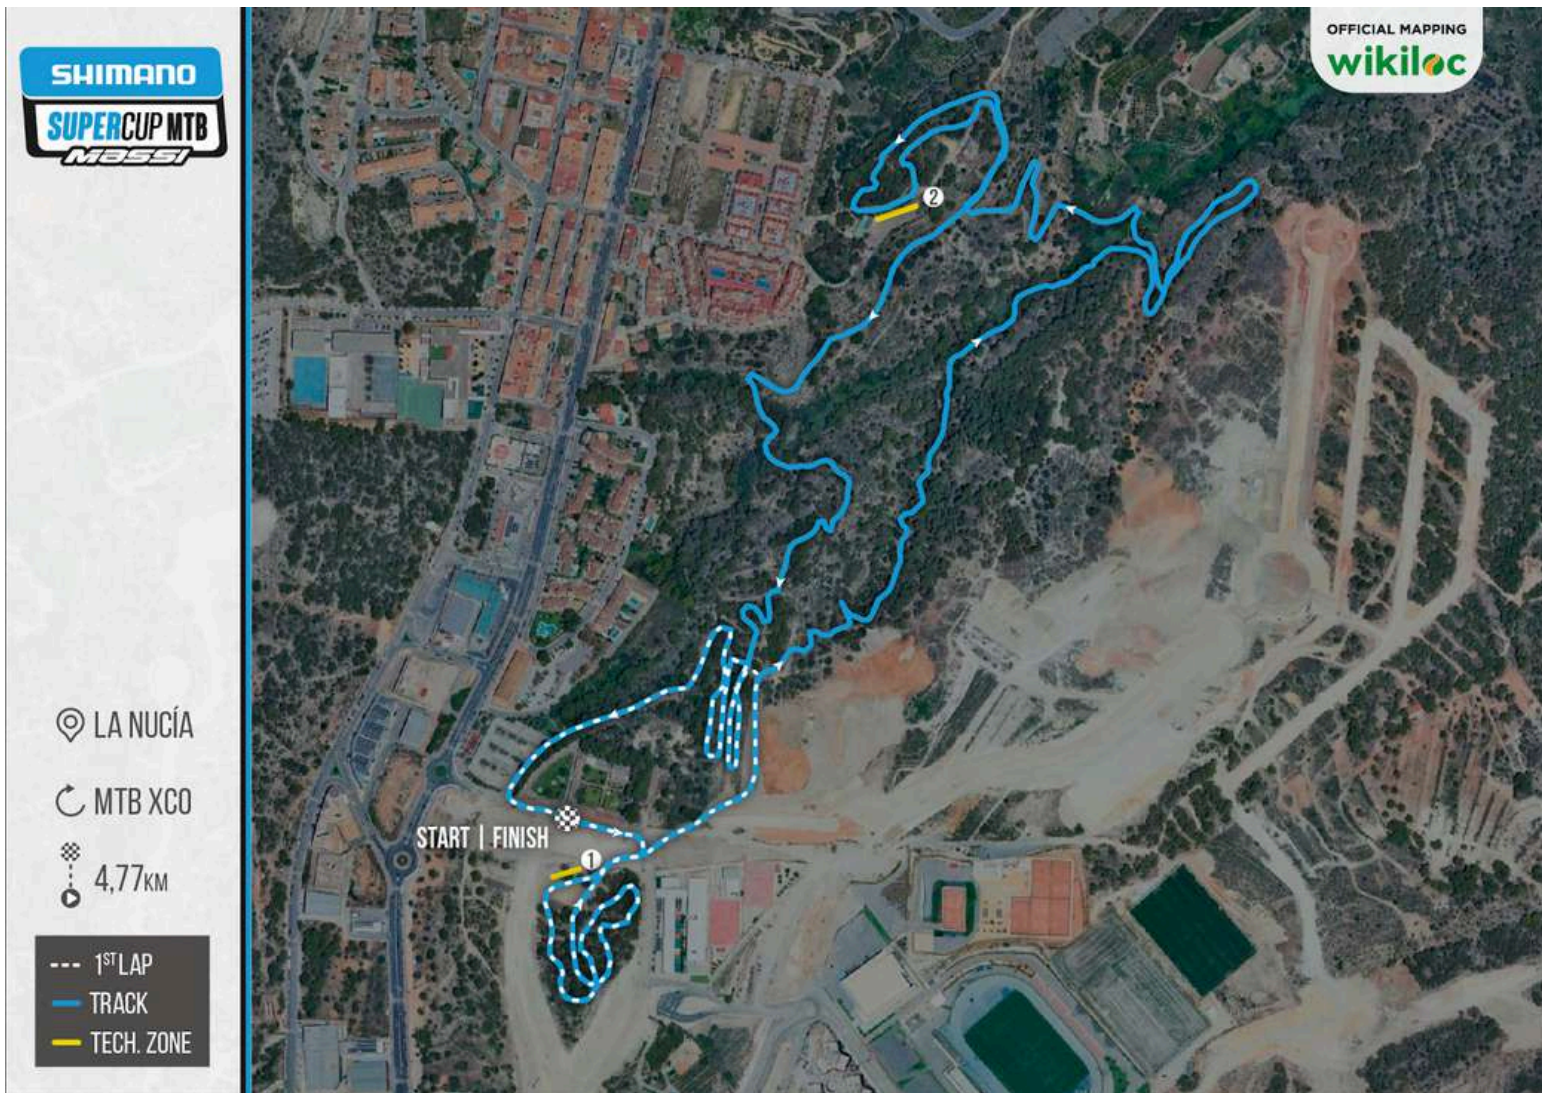 SHIMANO
SUPERCUP MTB
MASSI
OFFICIAL MAPPING
wikiloc
2
START | FINISH
1
LA NUCÍA
MTB XCO
4,77KM
1ST LAP
TRACK
TECH. ZONE